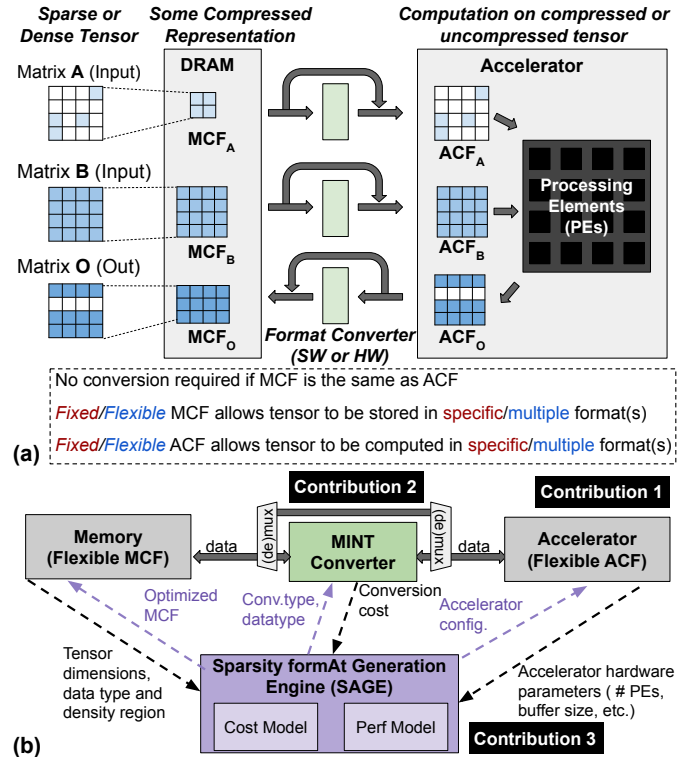 Sparse or
Dense Tensor
Some Compressed
Representation
Computation on compressed or
uncompressed tensor
Matrix A (Input)
DRAM
Accelerator
MCFA
ACFA
Matrix B (Input)
Processing
Elements
(PEs)
MCFB
ACFB
Matrix O (Out)
MCFO
Format Converter
(SW or HW)
ACFO
No conversion required if MCF is the same as ACF
Fixed/Flexible MCF allows tensor to be stored in specific/multiple format(s)
Fixed/Flexible ACF allows tensor to be computed in specific/multiple format(s)
(a)
Contribution 2
Contribution 1
Memory
(Flexible MCF)
data
(de)mux
MINT
Converter
(de)mux
data
Accelerator
(Flexible ACF)
Optimized
MCF
Conv.type,
datatype
Conversion
cost
Accelerator
config.
Tensor
dimensions,
data type and
density region
Sparsity formAt Generation
Engine (SAGE)
Cost Model
Perf Model
Accelerator hardware
parameters ( # PEs,
buffer size, etc.)
Contribution 3
(b)